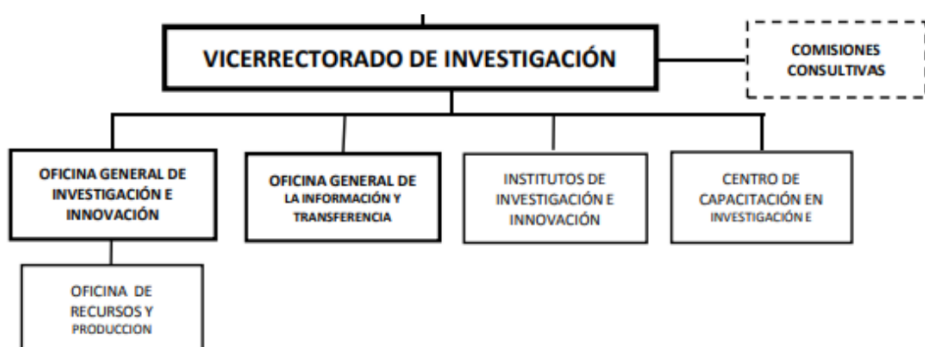 VICERRECTORADO DE INVESTIGACIÓN
COMISIONES
CONSULTIVAS
OFICINA GENERAL DE
INVESTIGACIÓN E
INNOVACIÓN
OFICINA GENERAL DE
LA INFORMACIÓN Y
TRANSFERENCIA
INSTITUTOS DE
INVESTIGACIÓN E
INNOVACIÓN
CENTRO DE
CAPACITACIÓN EN
INVESTIGACIÓN E
OFICINA DE
RECURSOS Y
PRODUCCION